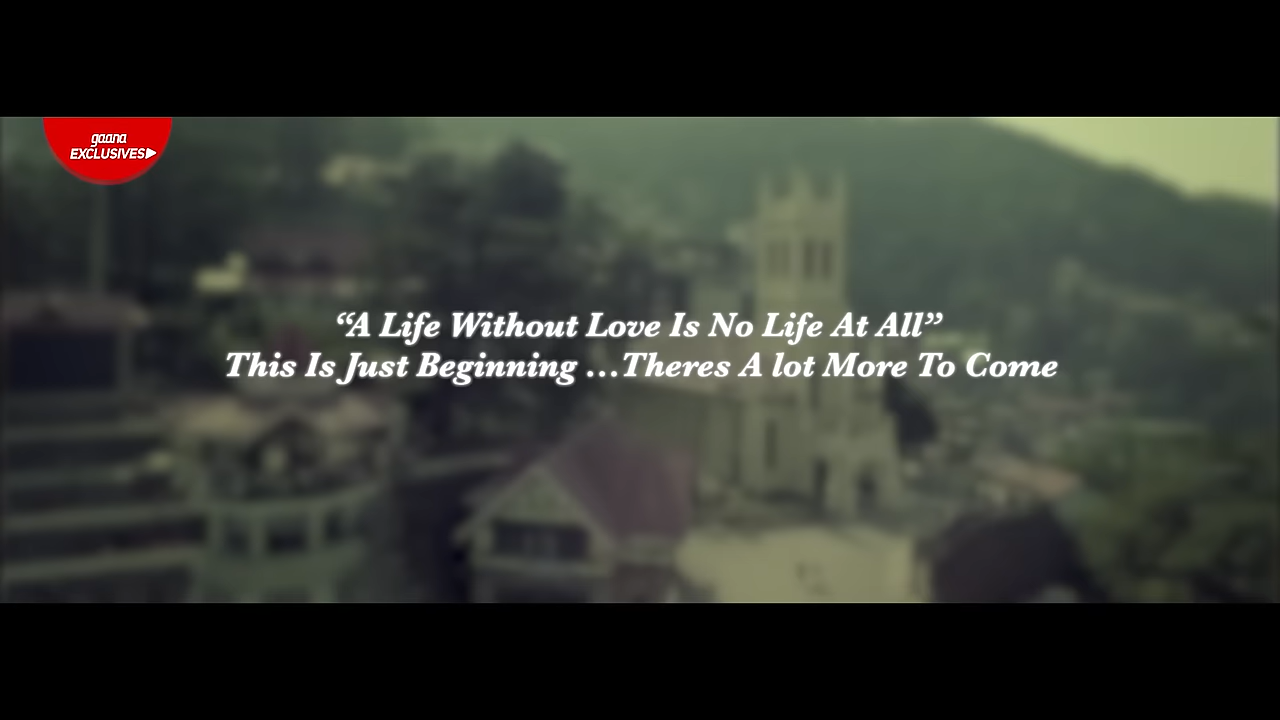 gaana
EXCLUSIVES
“A Life Without Love Is No Life At All”
This Is Just Beginning ...Theres A lot More To Come